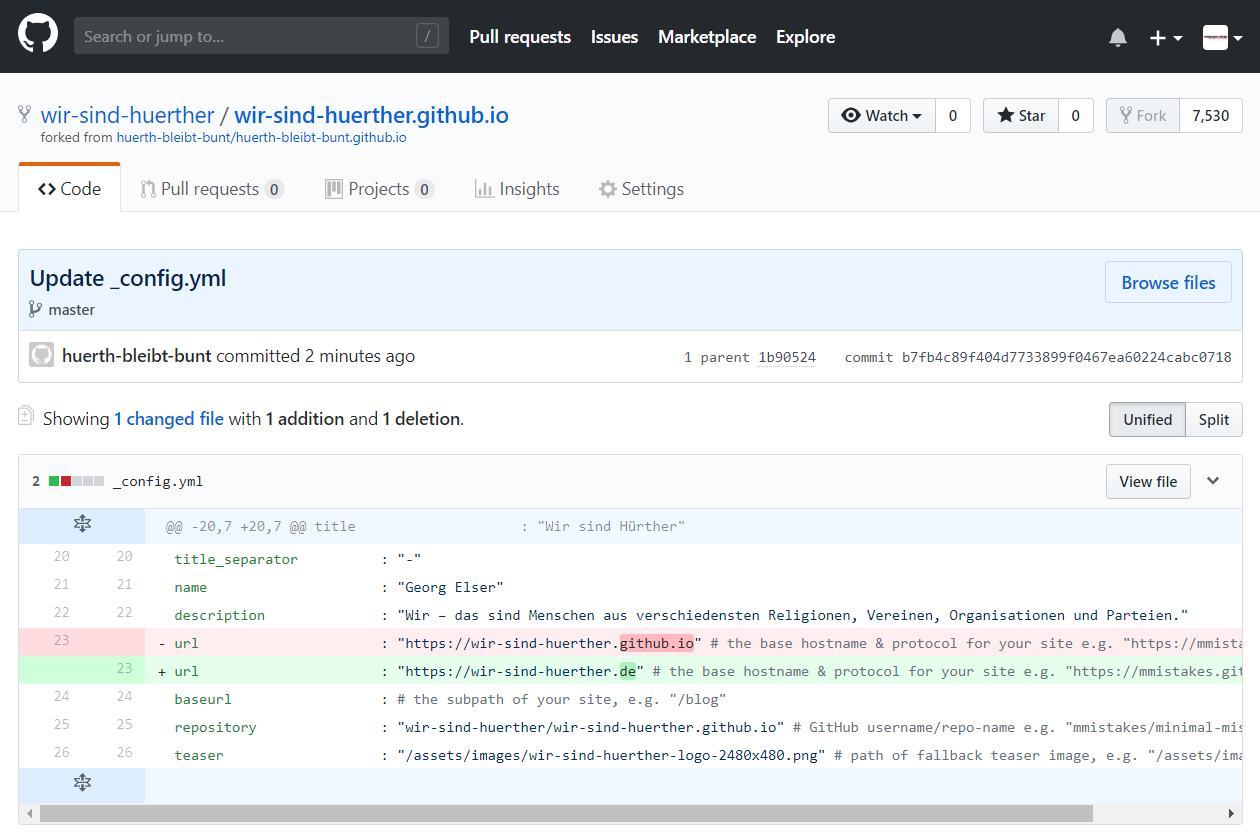 Search or jump to... / Pull requests Issues Marketplace Explore
wir-sind-huerther / wir-sind-huerther.github.io Watch 0 Star 0 Fork 7,530
forked from huerth-bleibt-bunt/huerth-bleibt-bunt.github.io
Code Pull requests 0 Projects 0 Insights Settings
Update _config.yml Browse files
master
huerth-bleibt-bunt committed 2 minutes ago 1 parent 1b90524 commit b7fb4c89f404d7733899f0467ea60224cabc0718
Showing 1 changed file with 1 addition and 1 deletion. Unified Split
2 _config.yml View file
@@ -20,7 +20,7 @@ title : "Wir sind Hürther"
20 20 title_separator : "-"
21 21 name : "Georg Elser"
22 22 description : "Wir – das sind Menschen aus verschiedensten Religionen, Vereinen, Organisationen und Parteien."
23 - url : "https://wir-sind-huerther.github.io" # the base hostname & protocol for your site e.g. "https://mmista
23 + url : "https://wir-sind-huerther.de" # the base hostname & protocol for your site e.g. "https://mmistakes.git
24 24 baseurl : # the subpath of your site, e.g. "/blog"
25 25 repository : "wir-sind-huerther/wir-sind-huerther.github.io" # GitHub username/repo-name e.g. "mmistakes/minimal-mis
26 26 teaser : "/assets/images/wir-sind-huerther-logo-2480x480.png" # path of fallback teaser image, e.g. "/assets/ima